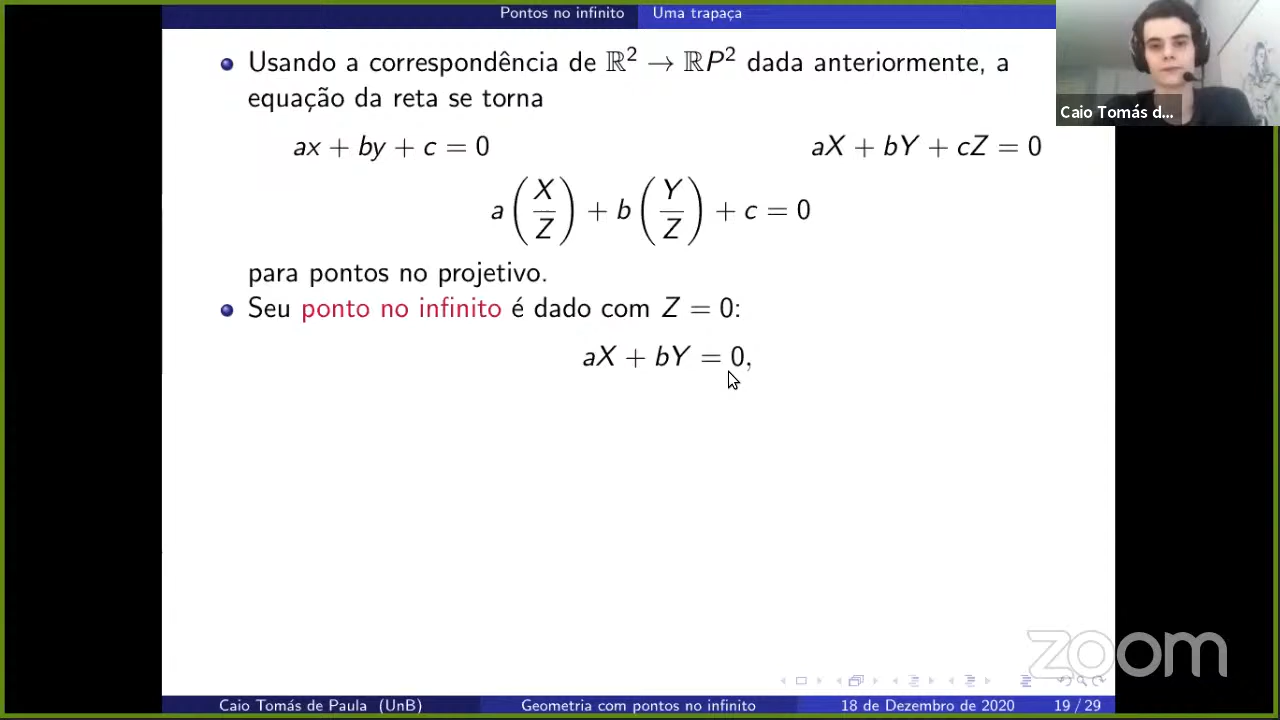 Pontos no infinito Uma trapaça
Usando a correspondência de ℝ² → ℝP² dada anteriormente, a
equação da reta se torna
ax + by + c = 0 aX + bY + cZ = 0
a(X/Z) + b(Y/Z) + c = 0
para pontos no projetivo.
Seu ponto no infinito é dado com Z = 0:
aX + bY = 0,
Caio Tomás d...
zoom
Caio Tomás de Paula (UnB) Geometria com pontos no infinito 18 de Dezembro de 2020 19 / 29